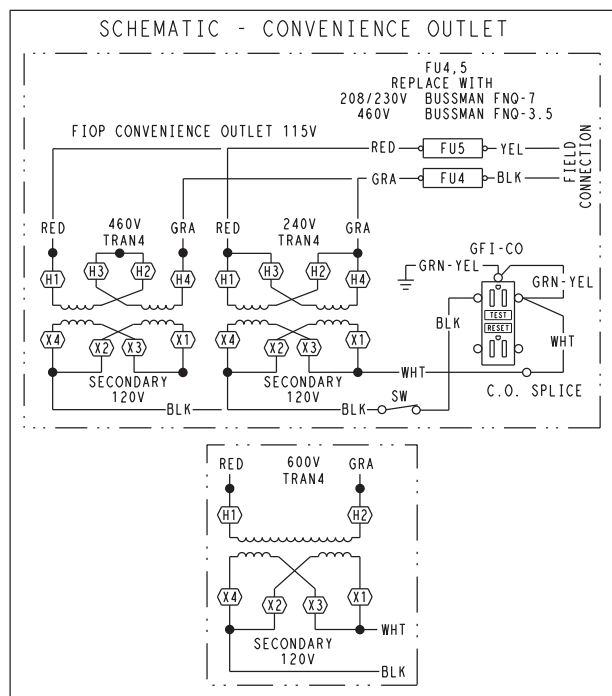 SCHEMATIC - CONVENIENCE OUTLET
FU4,5
REPLACE WITH
208/230V BUSSMAN FNQ-7
460V BUSSMAN FNQ-3.5
FIOP CONVENIENCE OUTLET 115V
RED FU5 YEL
GRA FU4 BLK
FIELD
CONNECTION
RED 460V GRA RED 240V GRA
TRAN4 TRAN4
H1 H3 H2 H4 H1 H3 H2 H4
GFI-CO
GRN-YEL
GRN-YEL
BLK
TEST
RESET
WHT
X4 X2 X3 X1 X4 X2 X3 X1
SECONDARY SECONDARY WHT
120V 120V
C.O. SPLICE
BLK BLK SW
RED 600V GRA
TRAN4
H1 H2
X4 X2 X3 X1
WHT
SECONDARY
120V
BLK